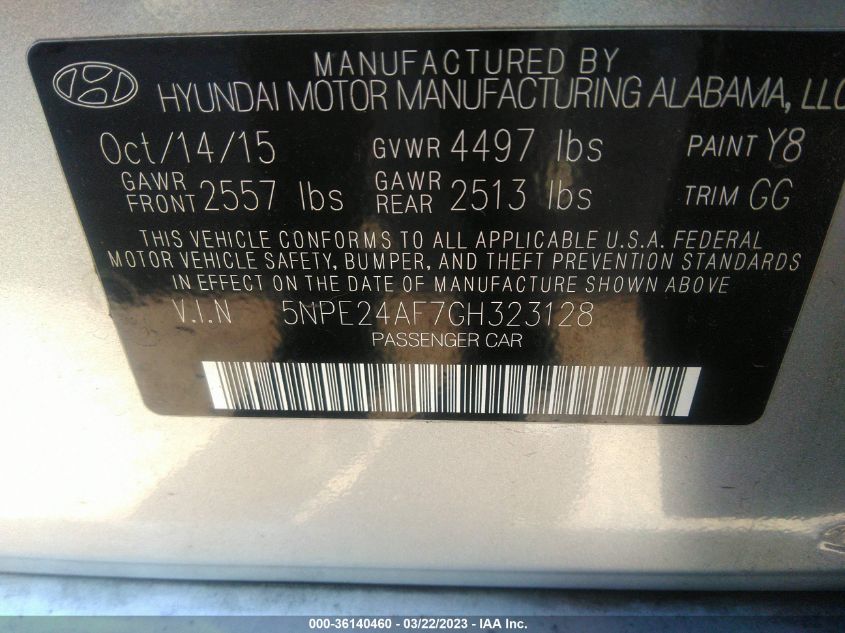 MANUFACTURED BY
HYUNDAI MOTOR MANUFACTURING ALABAMA, LLC
Oct/14/15 GVWR 4497 lbs PAINT Y8
GAWR FRONT 2557 lbs GAWR REAR 2513 lbs TRIM GG
THIS VEHICLE CONFORMS TO ALL APPLICABLE U.S.A. FEDERAL
MOTOR VEHICLE SAFETY, BUMPER, AND THEFT PREVENTION STANDARDS
IN EFFECT ON THE DATE OF MANUFACTURE SHOWN ABOVE
V.I.N 5NPE24AF7GH323128
PASSENGER CAR
000-36140460 - 03/22/2023 - IAA Inc.